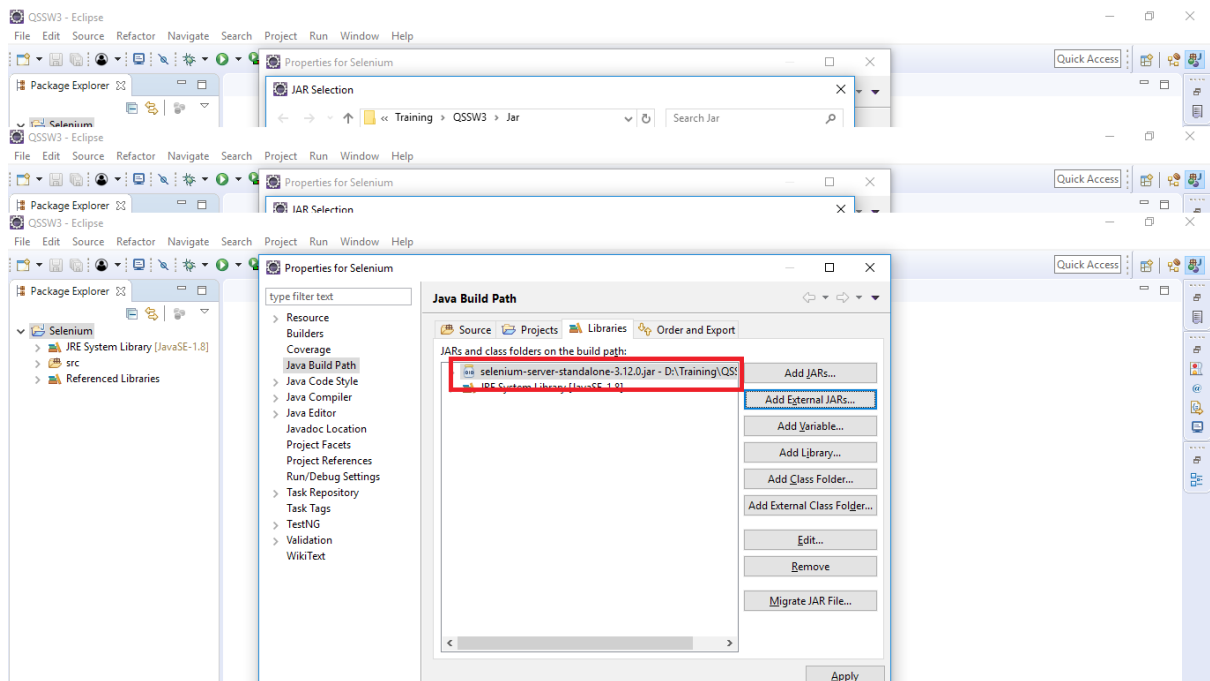 QSSW3 - Eclipse
File Edit Source Refactor Navigate Search Project Run Window Help
Properties for Selenium
Quick Access
Package Explorer
JAR Selection
« Training › QSSW3 › Jar
Search Jar
Selenium
QSSW3 - Eclipse
File Edit Source Refactor Navigate Search Project Run Window Help
Properties for Selenium
Quick Access
Package Explorer
JAR Selection
QSSW3 - Eclipse
File Edit Source Refactor Navigate Search Project Run Window Help
Properties for Selenium
Quick Access
Package Explorer
Selenium
JRE System Library [JavaSE-1.8]
src
Referenced Libraries
type filter text
Resource
Builders
Coverage
Java Build Path
Java Code Style
Java Compiler
Java Editor
Javadoc Location
Project Facets
Project References
Run/Debug Settings
Task Repository
Task Tags
TestNG
Validation
WikiText
Java Build Path
Source Projects Libraries Order and Export
JARs and class folders on the build path:
selenium-server-standalone-3.12.0.jar - D:\Training\QSS
JRE System Library [JavaSE-1.8]
Add JARs...
Add External JARs...
Add Variable...
Add Library...
Add Class Folder...
Add External Class Folder...
Edit...
Remove
Migrate JAR File...
Apply